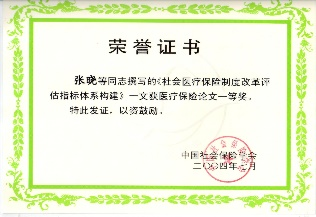 荣誉证书
张晓等同志撰写的《社会医疗保险制度改革评
估指标体系构建》一文获医疗保险论文一等奖。
特此发证，以资鼓励。
中国社会保险学会
二〇〇四年 月